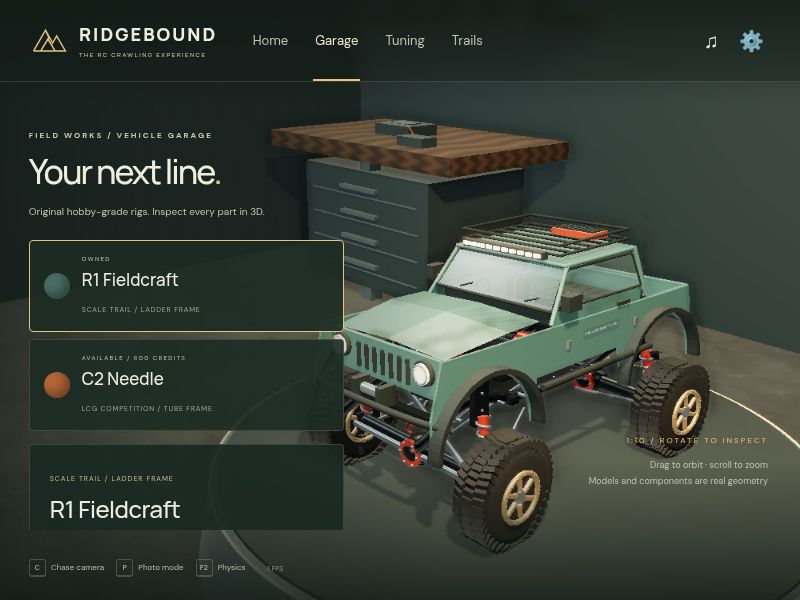 RIDGEBOUND
THE RC CRAWLING EXPERIENCE
Home
Garage
Tuning
Trails
FIELD WORKS / VEHICLE GARAGE
Your next line.
Original hobby-grade rigs. Inspect every part in 3D.
OWNED
R1 Fieldcraft
SCALE TRAIL / LADDER FRAME
AVAILABLE / 600 CREDITS
C2 Needle
LCG COMPETITION / TUBE FRAME
SCALE TRAIL / LADDER FRAME
R1 Fieldcraft
1:10 / ROTATE TO INSPECT
Drag to orbit · scroll to zoom
Models and components are real geometry
C Chase camera
P Photo mode
F2 Physics
1 FPS